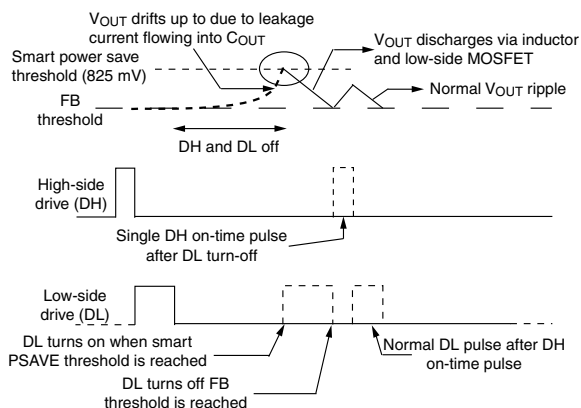 VOUT drifts up to due to leakage
current flowing into COUT
Smart power save
threshold (825 mV)
FB
threshold
VOUT discharges via inductor
and low-side MOSFET
Normal VOUT ripple
DH and DL off
High-side
drive (DH)
Single DH on-time pulse
after DL turn-off
Low-side
drive (DL)
DL turns on when smart
PSAVE threshold is reached
DL turns off FB
threshold is reached
Normal DL pulse after DH
on-time pulse